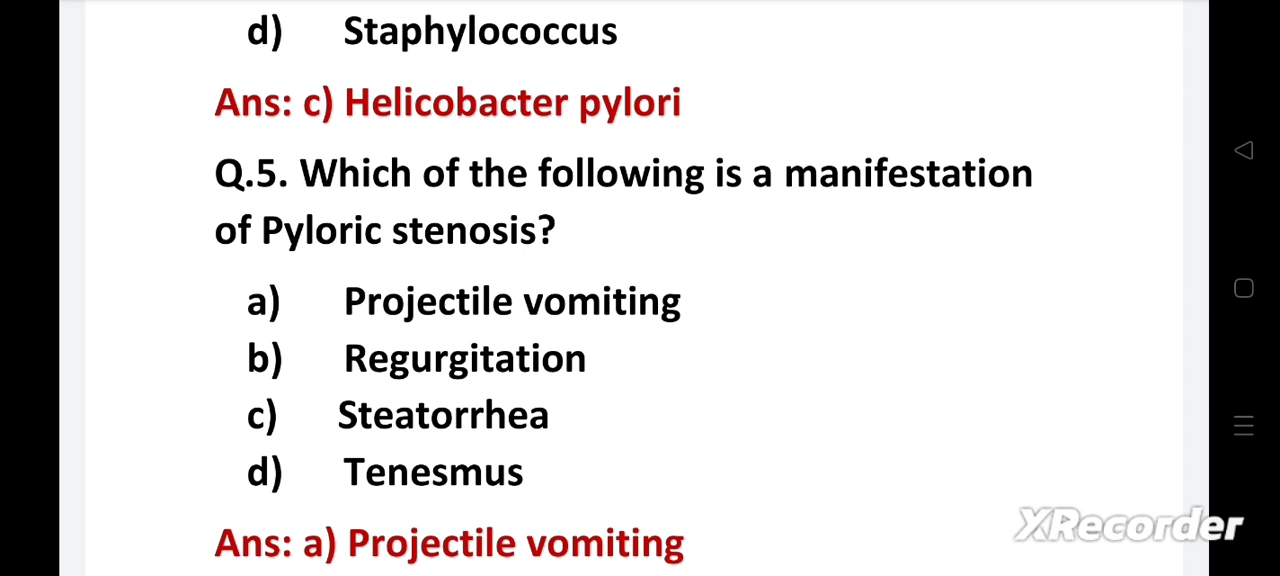 d) Staphylococcus
Ans: c) Helicobacter pylori
Q.5. Which of the following is a manifestation
of Pyloric stenosis?
a) Projectile vomiting
b) Regurgitation
c) Steatorrhea
d) Tenesmus
XRecorder
Ans: a) Projectile vomiting